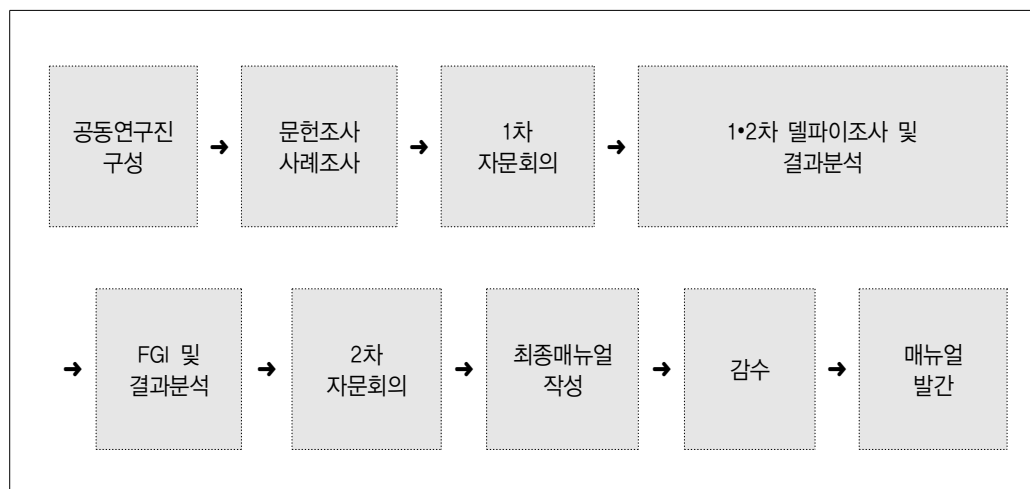 공동연구진
구성
➜
문헌조사
사례조사
➜
1차
자문회의
➜
1•2차 델파이조사 및
결과분석
➜
FGI 및
결과분석
➜
2차
자문회의
➜
최종매뉴얼
작성
➜
감수
➜
매뉴얼
발간